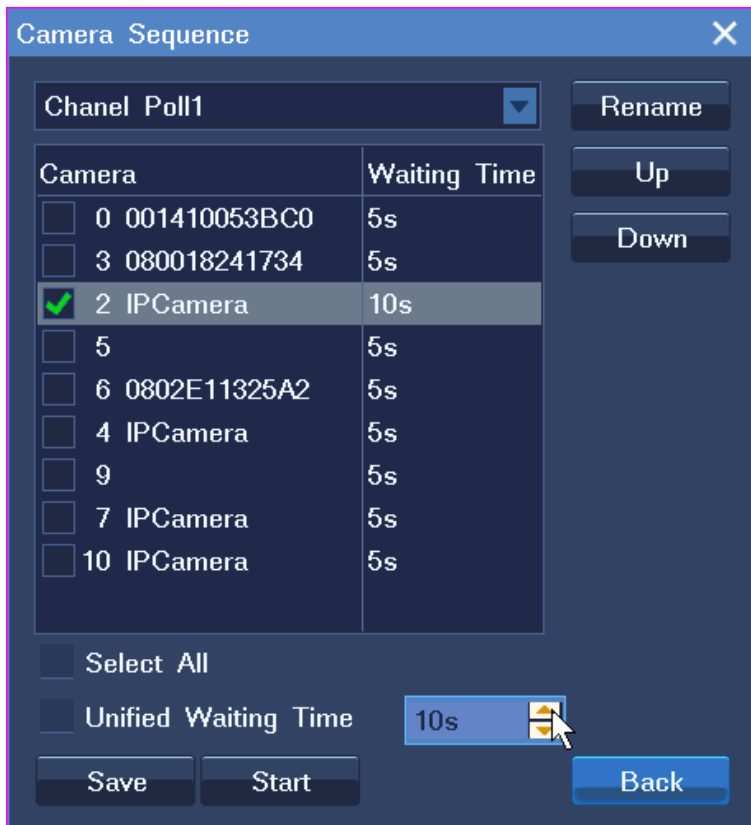 Camera Sequence
Chanel Poll1
Rename
Camera Waiting Time
Up
0 001410053BC0 5s
Down
3 080018241734 5s
2 IPCamera 10s
5 5s
6 0802E11325A2 5s
4 IPCamera 5s
9 5s
7 IPCamera 5s
10 IPCamera 5s
Select All
Unified Waiting Time 10s
Save Start Back